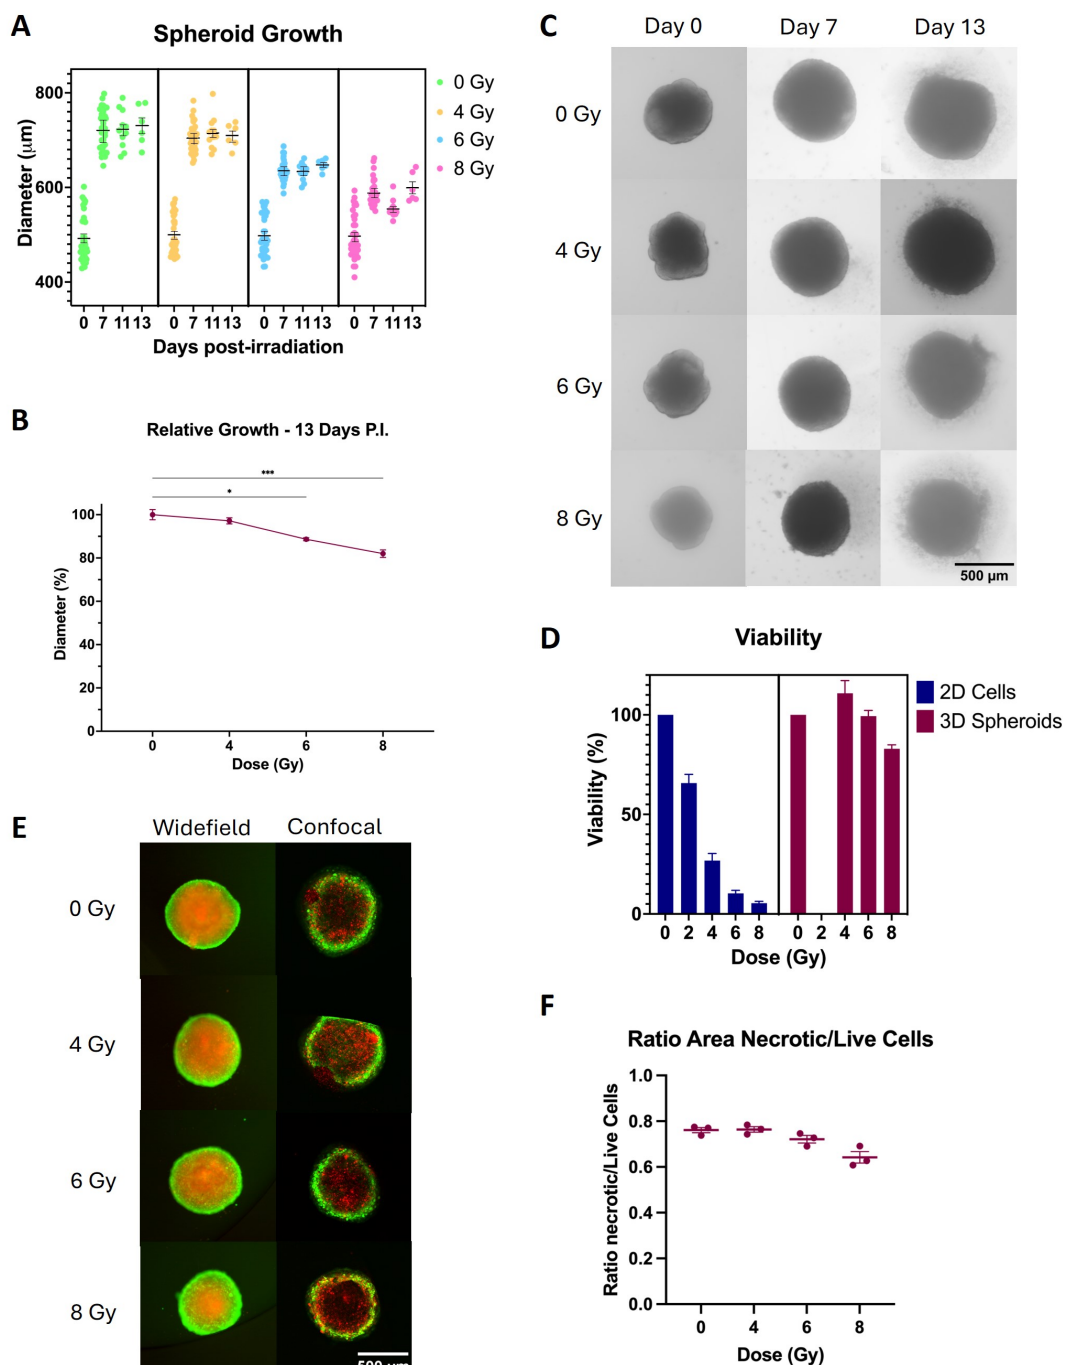 A
Spheroid Growth
Diameter (μm)
800
600
400
0 7 11 13 0 7 11 13 0 7 11 13 0 7 11 13
Days post-irradiation
0 Gy
4 Gy
6 Gy
8 Gy
B
Relative Growth - 13 Days P.I.
***
*
Diameter (%)
100
80
60
40
20
0
0 4 6 8
Dose (Gy)
C
Day 0 Day 7 Day 13
0 Gy
4 Gy
6 Gy
8 Gy
500 μm
D
Viability
Viability (%)
100
50
0
0 2 4 6 8 0 2 4 6 8
Dose (Gy)
2D Cells
3D Spheroids
E
Widefield Confocal
0 Gy
4 Gy
6 Gy
8 Gy
500 μm
F
Ratio Area Necrotic/Live Cells
Ratio necrotic/Live Cells
1.0
0.8
0.6
0.4
0.2
0.0
0 4 6 8
Dose (Gy)